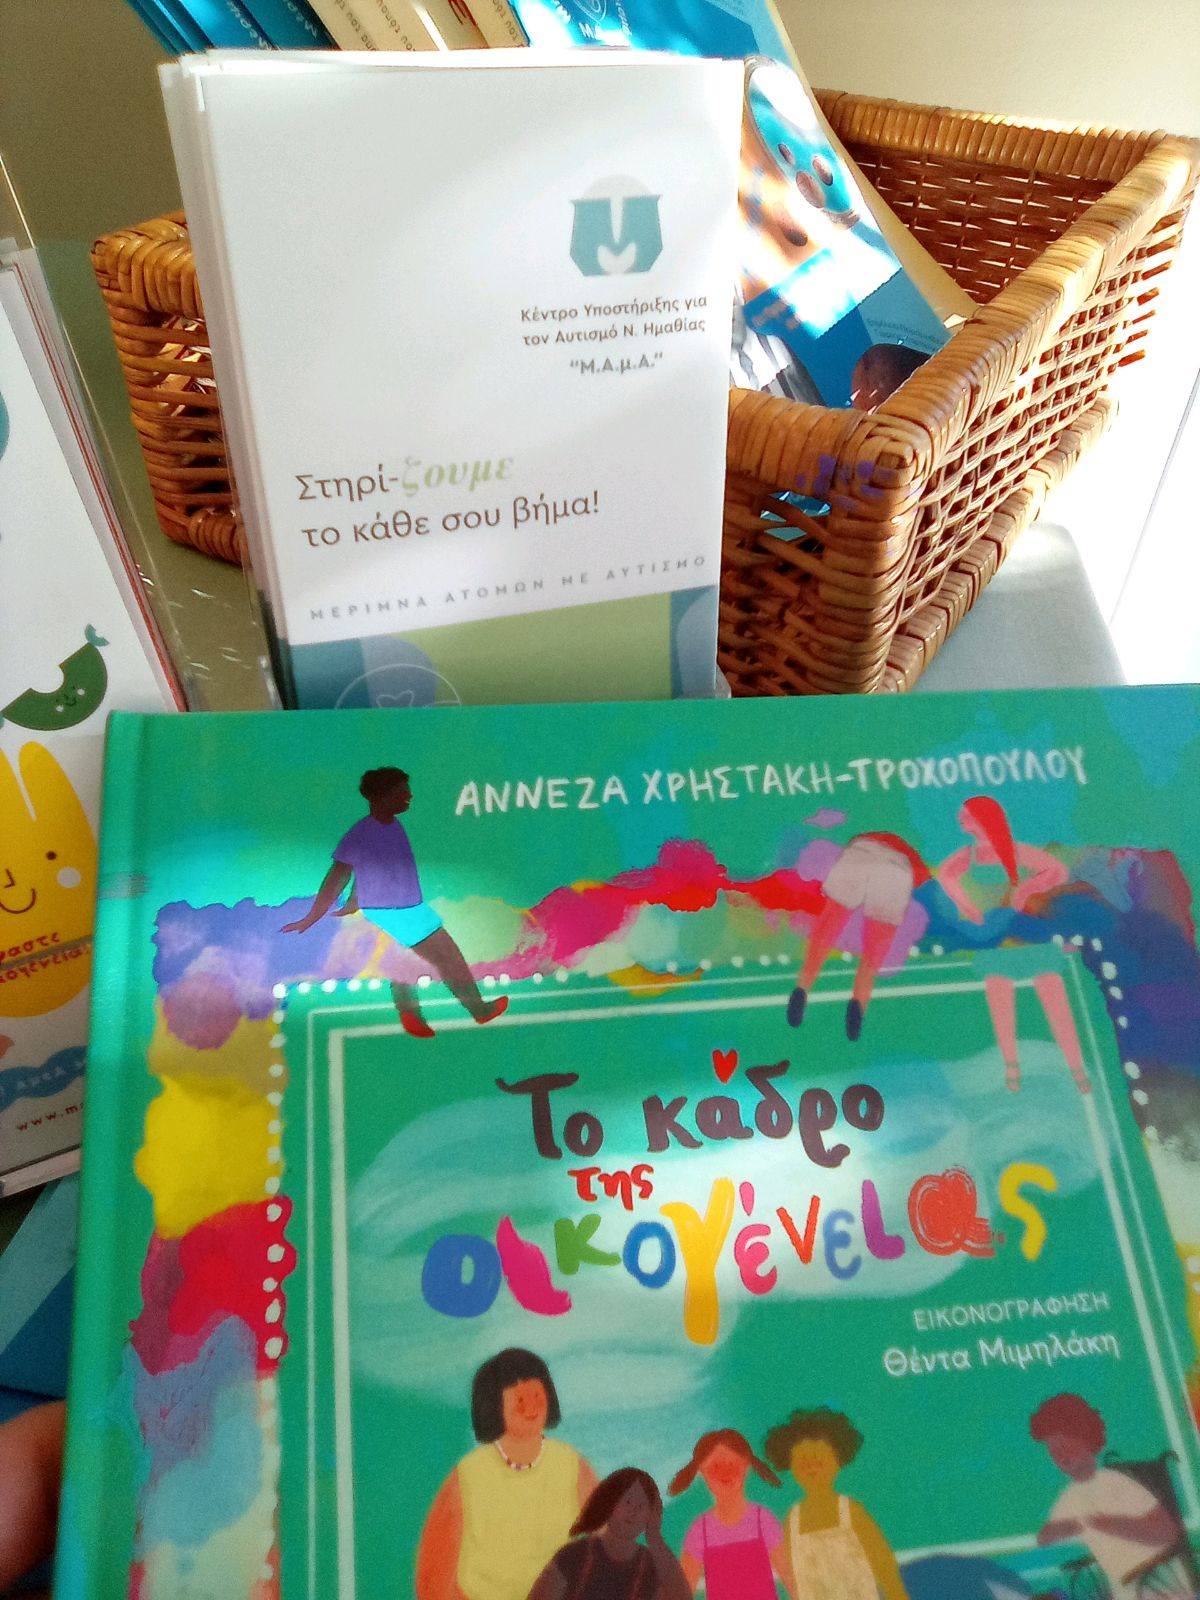 Κέντρο Υποστήριξης για
τον Αυτισμό Ν. Ημαθίας
"Μ.Α.μ.Α."
Στηρί-ζουμε
το κάθε σου βήμα!
ΜΕΡΙΜΝΑ ΑΤΟΜΩΝ ΜΕ ΑΥΤΙΣΜΟ
ΑΝΝΕΖΑ ΧΡΗΣΤΑΚΗ-ΤΡΟΧΟΠΟΥΛΟΥ
Το κάδρο
της
οικογένειας
ΕΙΚΟΝΟΓΡΑΦΗΣΗ
Θέντα Μιμηλάκη